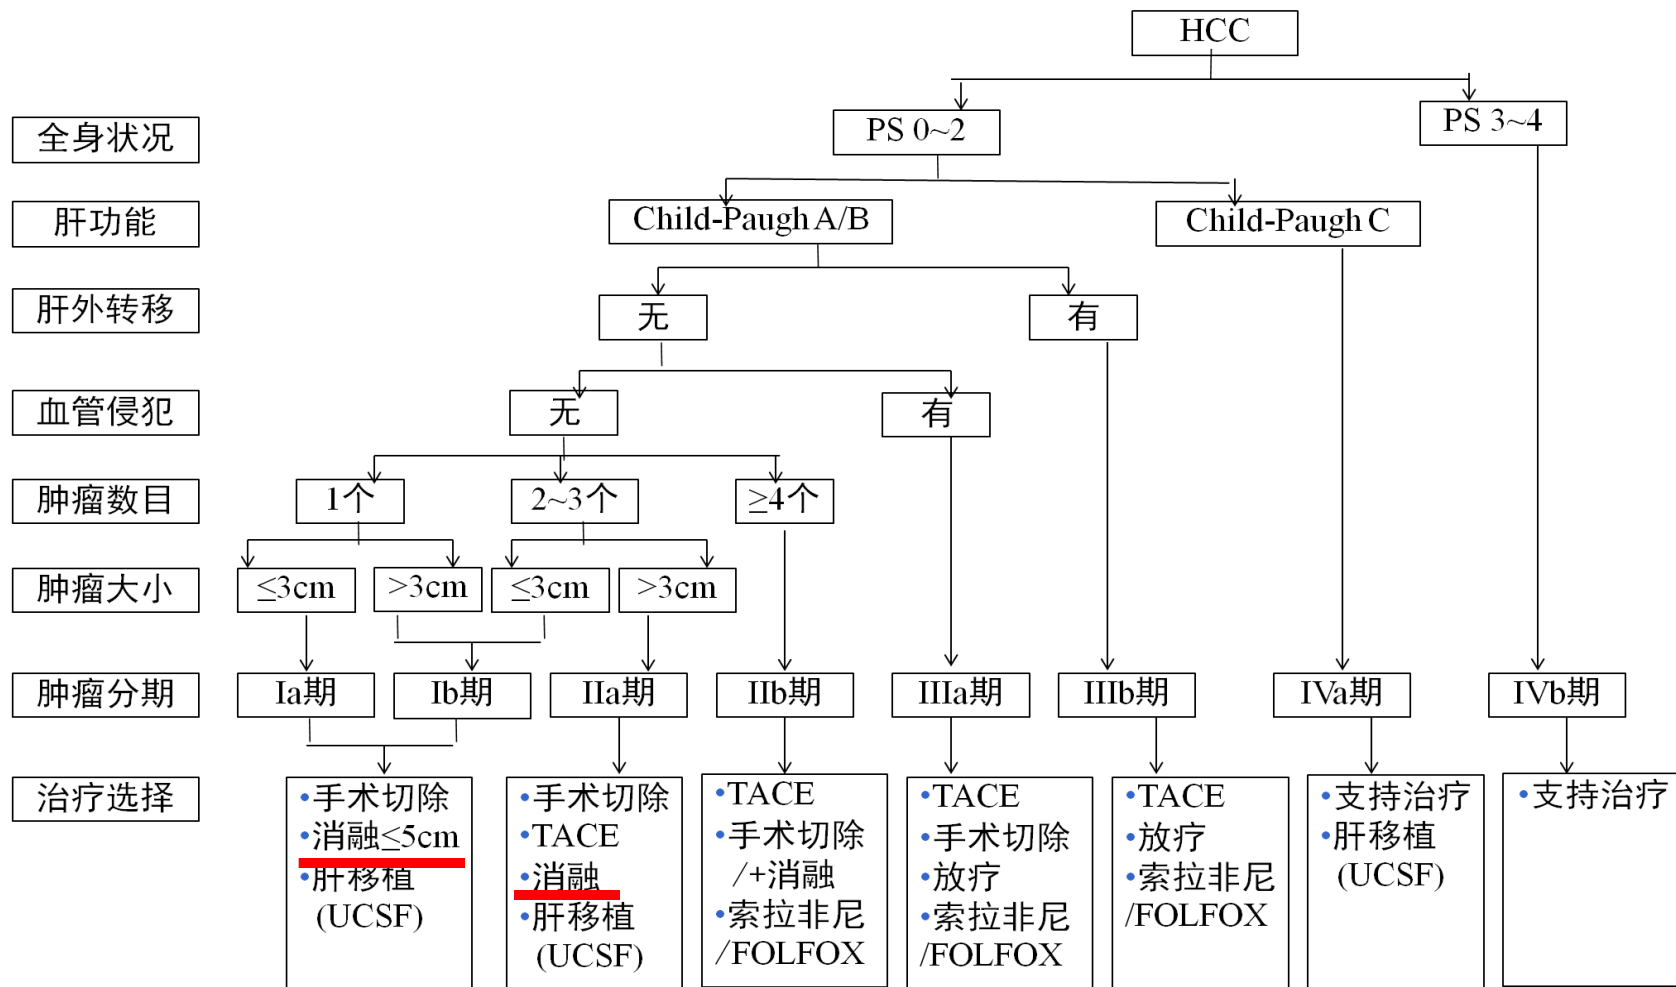 HCC
全身状况
PS 0~2
PS 3~4
肝功能
Child-Paugh A/B
Child-Paugh C
肝外转移
无
有
血管侵犯
无
有
肿瘤数目
1个
2~3个
≥4个
肿瘤大小
≤3cm
>3cm
≤3cm
>3cm
肿瘤分期
Ia期
Ib期
IIa期
IIb期
IIIa期
IIIb期
IVa期
IVb期
治疗选择
•手术切除
•消融≤5cm
•肝移植
(UCSF)
•手术切除
•TACE
•消融
•肝移植
(UCSF)
•TACE
•手术切除
/+消融
•索拉非尼
/FOLFOX
•TACE
•手术切除
•放疗
•索拉非尼
/FOLFOX
•TACE
•放疗
•索拉非尼
/FOLFOX
•支持治疗
•肝移植
(UCSF)
•支持治疗